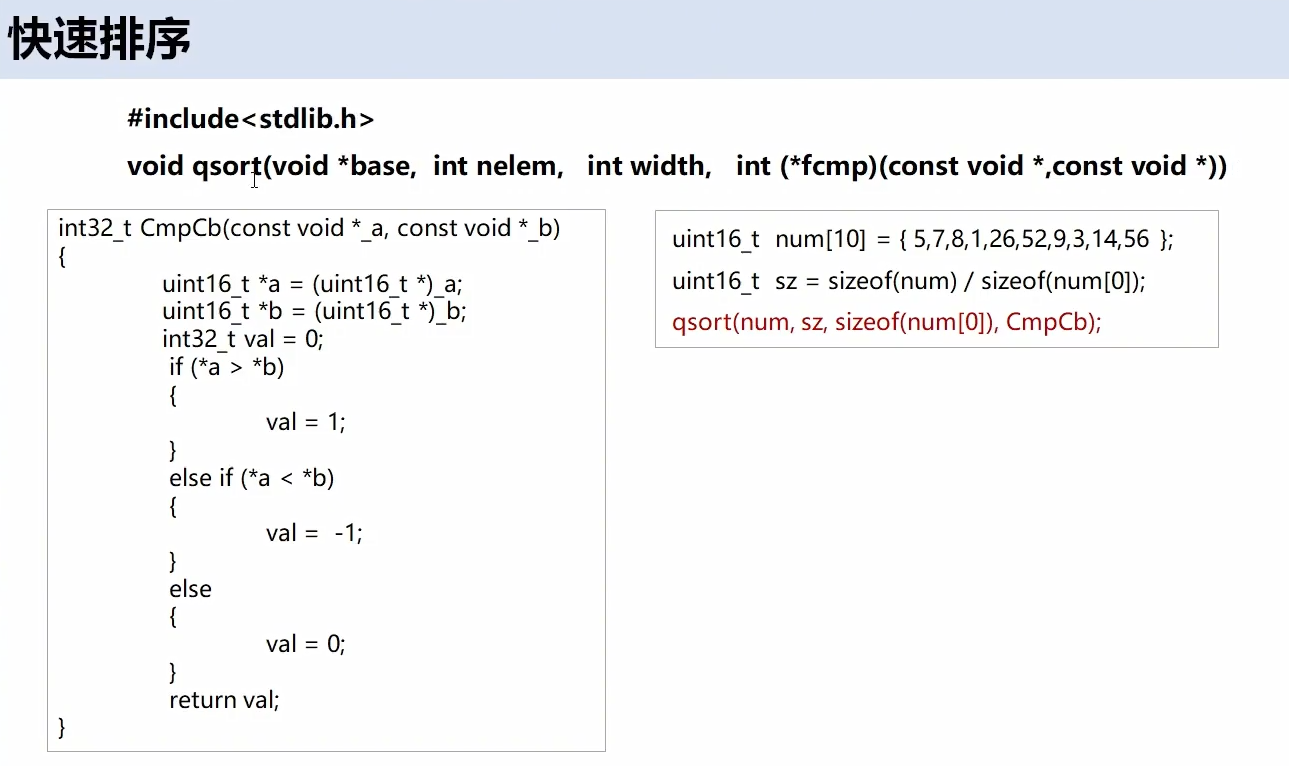 快速排序
#include<stdlib.h>
void qsort(void *base, int nelem, int width, int (*fcmp)(const void *,const void *))
int32_t CmpCb(const void *_a, const void *_b)
{
uint16_t *a = (uint16_t *)_a;
uint16_t *b = (uint16_t *)_b;
int32_t val = 0;
if (*a > *b)
{
val = 1;
}
else if (*a < *b)
{
val = -1;
}
else
{
val = 0;
}
return val;
}
uint16_t num[10] = { 5,7,8,1,26,52,9,3,14,56 };
uint16_t sz = sizeof(num) / sizeof(num[0]);
qsort(num, sz, sizeof(num[0]), CmpCb);